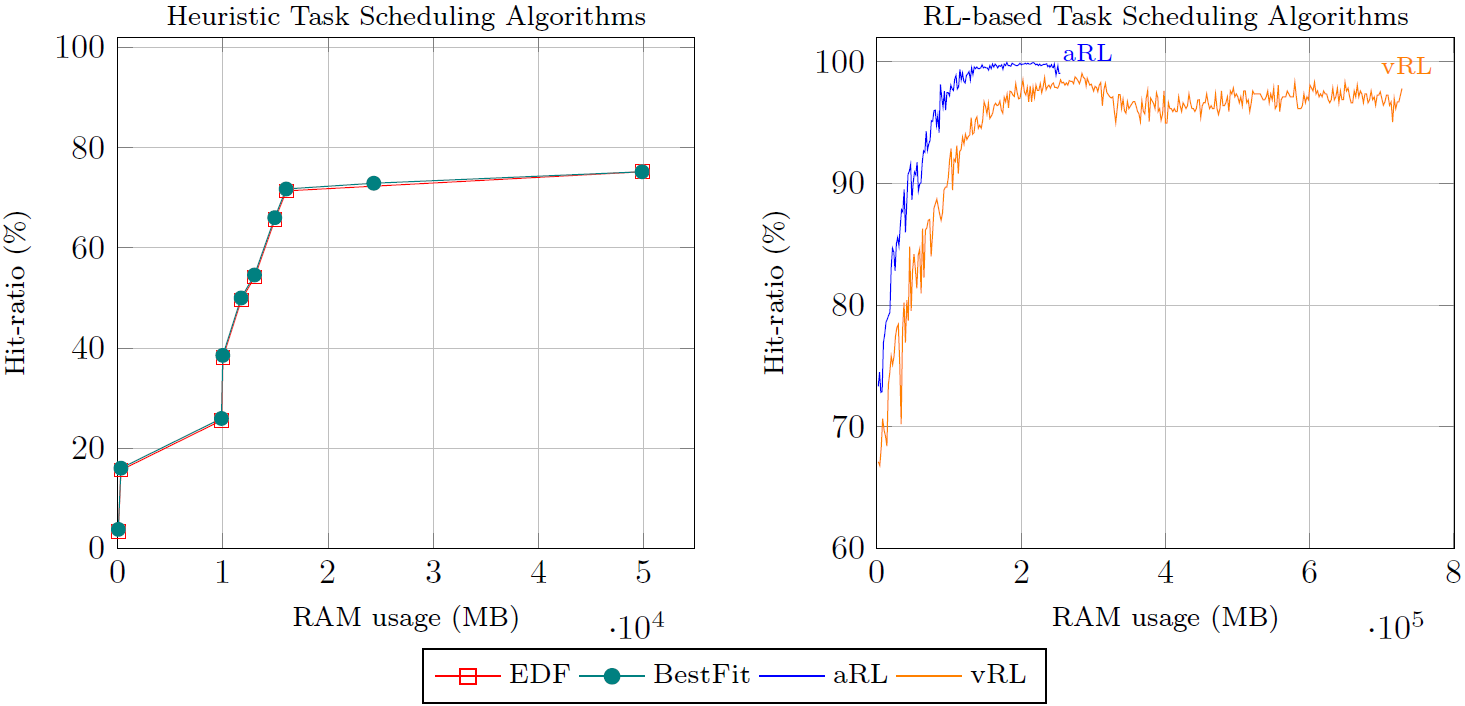 Heuristic Task Scheduling Algorithms
100
80
60
40
20
0
Hit-ratio (%)
0 1 2 3 4 5
RAM usage (MB)
·10^4
RL-based Task Scheduling Algorithms
aRL
vRL
100
90
80
70
60
Hit-ratio (%)
0 2 4 6 8
RAM usage (MB)
·10^5
EDF BestFit aRL vRL